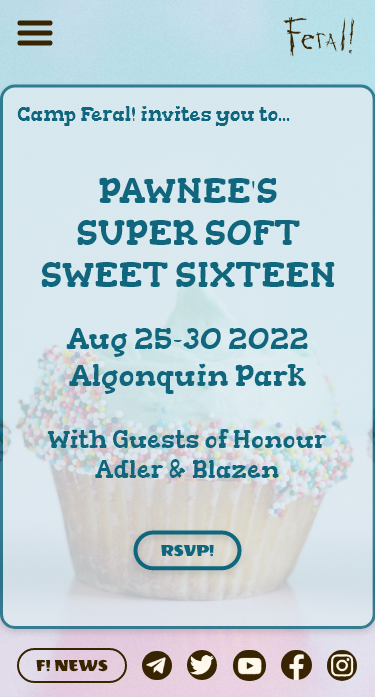 Feral!
Camp Feral! invites you to...
PAWNEE'S
SUPER SOFT
SWEET SIXTEEN
Aug 25-30 2022
Algonquin Park
With Guests of Honour
Adler & Blazen
RSVP!
F! NEWS